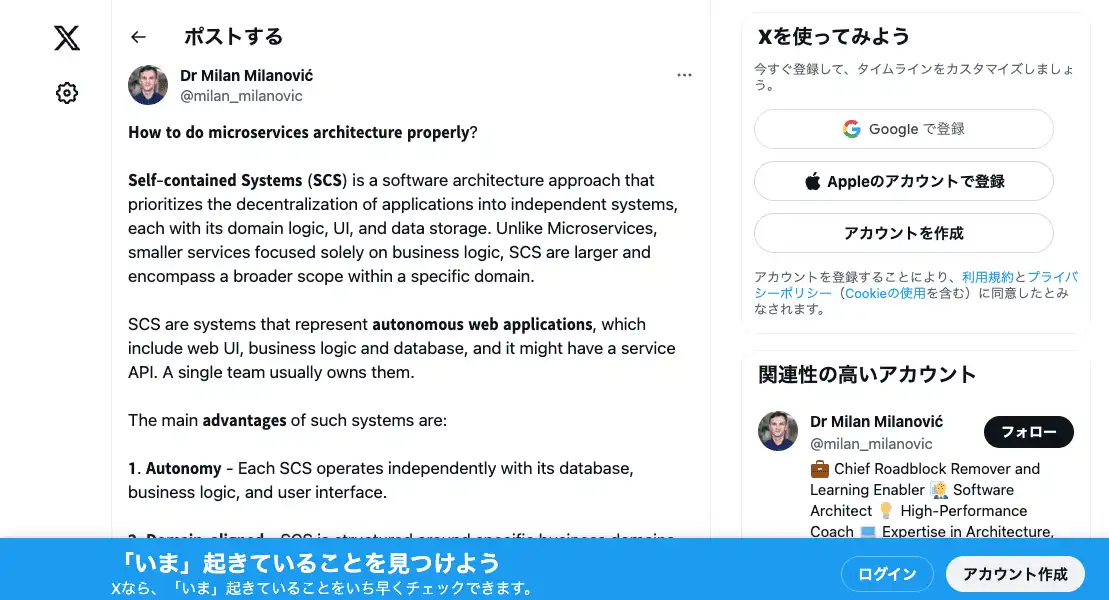 ポストする
Dr Milan Milanović
@milan_milanovic
How to do microservices architecture properly?
Self-contained Systems (SCS) is a software architecture approach that
prioritizes the decentralization of applications into independent systems,
each with its domain logic, UI, and data storage. Unlike Microservices,
smaller services focused solely on business logic, SCS are larger and
encompass a broader scope within a specific domain.
SCS are systems that represent autonomous web applications, which
include web UI, business logic and database, and it might have a service
API. A single team usually owns them.
The main advantages of such systems are:
1. Autonomy - Each SCS operates independently with its database,
business logic, and user interface.
2. Domain-aligned - SCS is structured around specific business domains
Xを使ってみよう
今すぐ登録して、タイムラインをカスタマイズしましょ
う。
Google で登録
Appleのアカウントで登録
アカウントを作成
アカウントを登録することにより、利用規約とプライバ
シーポリシー（Cookieの使用を含む）に同意したとみ
なされます。
関連性の高いアカウント
Dr Milan Milanović
@milan_milanovic
フォロー
Chief Roadblock Remover and
Learning Enabler Software
Architect High-Performance
Coach Expertise in Architecture,
「いま」起きていることを見つけよう
Xなら、「いま」起きていることをいち早くチェックできます。
ログイン
アカウント作成